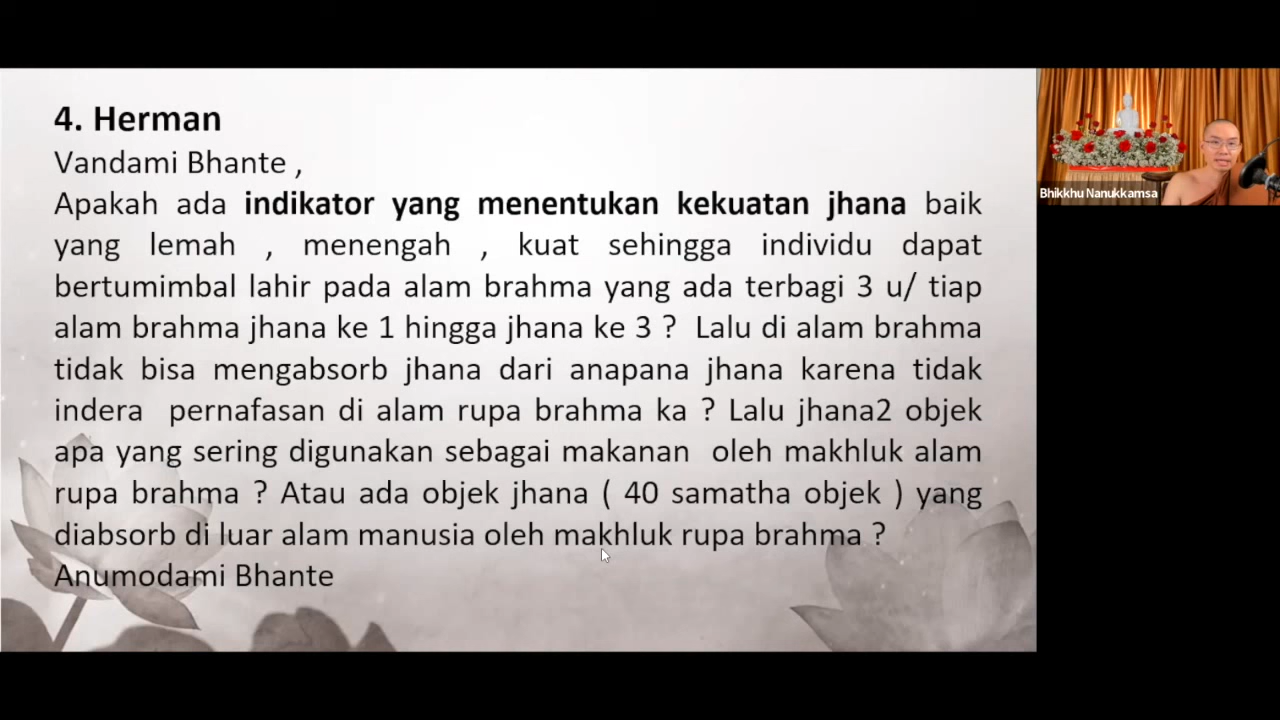 4. Herman
Vandami Bhante ,
Apakah ada indikator yang menentukan kekuatan jhana baik
yang lemah , menengah , kuat sehingga individu dapat
bertumimbal lahir pada alam brahma yang ada terbagi 3 u/ tiap
alam brahma jhana ke 1 hingga jhana ke 3 ? Lalu di alam brahma
tidak bisa mengabsorb jhana dari anapana jhana karena tidak
indera pernafasan di alam rupa brahma ka ? Lalu jhana2 objek
apa yang sering digunakan sebagai makanan oleh makhluk alam
rupa brahma ? Atau ada objek jhana ( 40 samatha objek ) yang
diabsorb di luar alam manusia oleh makhluk rupa brahma ?
Anumodami Bhante
Bhikkhu Nanukkamsa